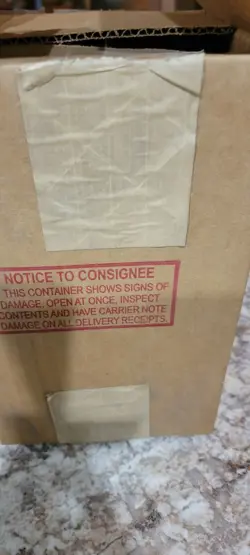 NOTICE TO CONSIGNEE
THIS CONTAINER SHOWS SIGNS OF
DAMAGE, OPEN AT ONCE, INSPECT
CONTENTS AND HAVE CARRIER NOTE
DAMAGE ON ALL DELIVERY RECEIPTS.